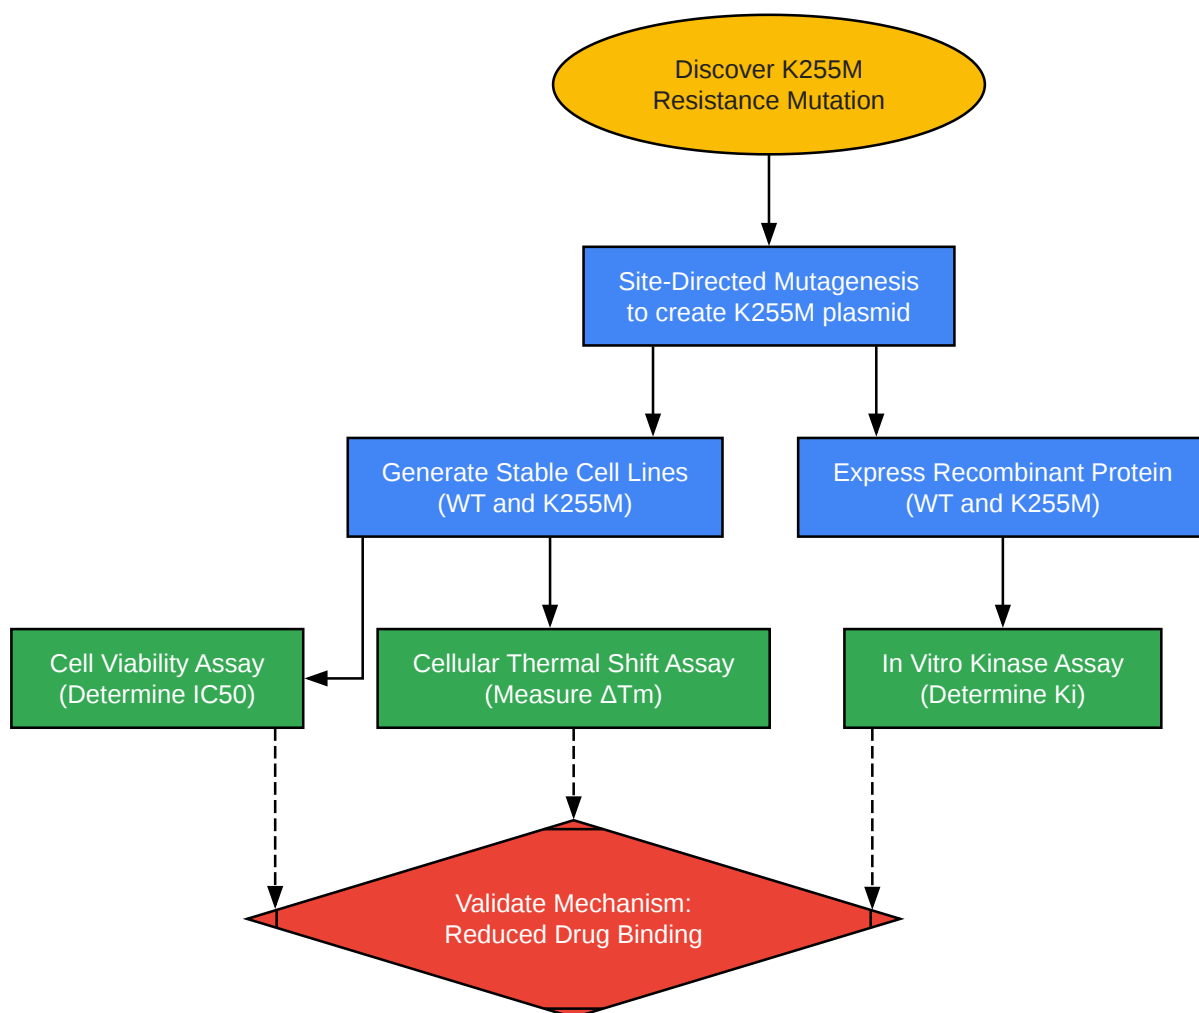 Discover K255M
Resistance Mutation
Site-Directed Mutagenesis
to create K255M plasmid
Generate Stable Cell Lines
(WT and K255M)
Express Recombinant Protein
(WT and K255M)
Cell Viability Assay
(Determine IC50)
Cellular Thermal Shift Assay
(Measure ΔTm)
In Vitro Kinase Assay
(Determine Ki)
Validate Mechanism:
Reduced Drug Binding